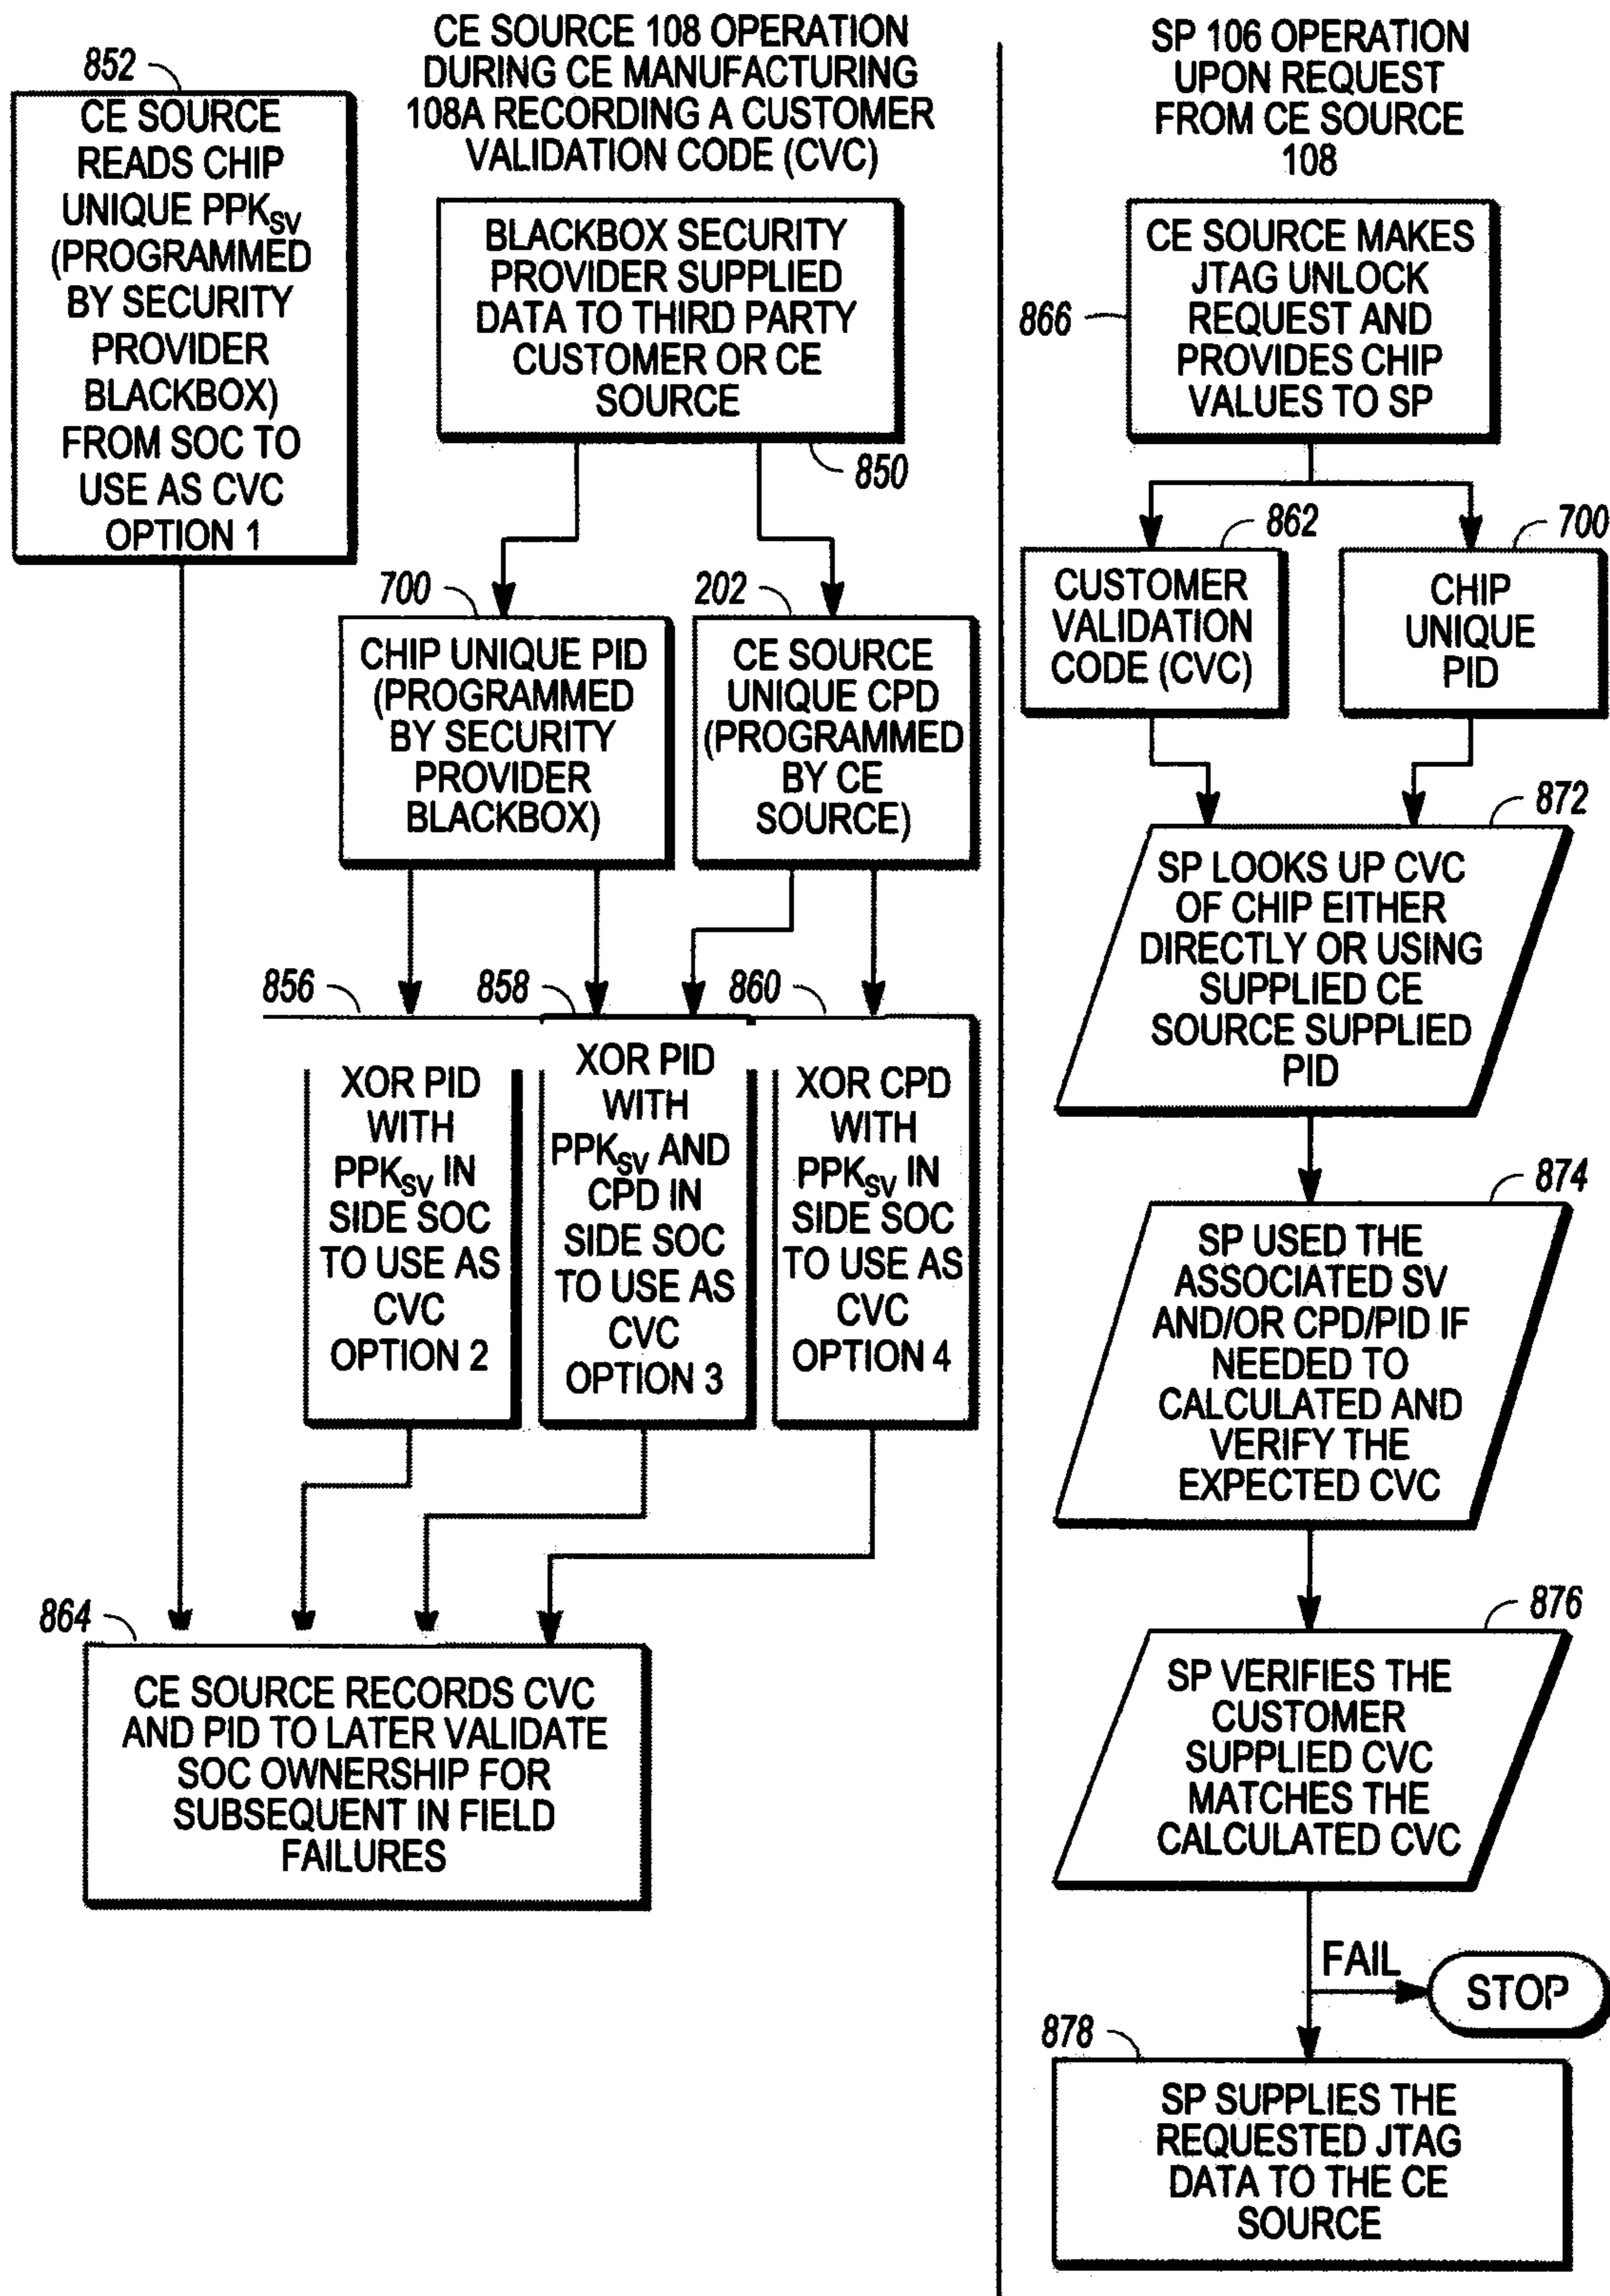 852
CE SOURCE
READS CHIP
UNIQUE PPKSV
(PROGRAMMED
BY SECURITY
PROVIDER
BLACKBOX)
FROM SOC TO
USE AS CVC
OPTION 1
CE SOURCE 108 OPERATION
DURING CE MANUFACTURING
108A RECORDING A CUSTOMER
VALIDATION CODE (CVC)
BLACKBOX SECURITY
PROVIDER SUPPLIED
DATA TO THIRD PARTY
CUSTOMER OR CE
SOURCE
850
700
CHIP UNIQUE PID
(PROGRAMMED
BY SECURITY
PROVIDER
BLACKBOX)
202
CE SOURCE
UNIQUE CPD
(PROGRAMMED
BY CE
SOURCE)
856
XOR PID
WITH
PPKSV IN
SIDE SOC
TO USE AS
CVC
OPTION 2
858
XOR PID
WITH
PPKSV AND
CPD IN
SIDE SOC
TO USE AS
CVC
OPTION 3
860
XOR CPD
WITH
PPKSV IN
SIDE SOC
TO USE AS
CVC
OPTION 4
864
CE SOURCE RECORDS CVC
AND PID TO LATER VALIDATE
SOC OWNERSHIP FOR
SUBSEQUENT IN FIELD
FAILURES
SP 106 OPERATION
UPON REQUEST
FROM CE SOURCE
108
866
CE SOURCE MAKES
JTAG UNLOCK
REQUEST AND
PROVIDES CHIP
VALUES TO SP
862
CUSTOMER
VALIDATION
CODE (CVC)
700
CHIP
UNIQUE
PID
872
SP LOOKS UP CVC
OF CHIP EITHER
DIRECTLY OR USING
SUPPLIED CE
SOURCE SUPPLIED
PID
874
SP USED THE
ASSOCIATED SV
AND/OR CPD/PID IF
NEEDED TO
CALCULATED AND
VERIFY THE
EXPECTED CVC
876
SP VERIFIES THE
CUSTOMER
SUPPLIED CVC
MATCHES THE
CALCULATED CVC
FAIL
STOP
878
SP SUPPLIES THE
REQUESTED JTAG
DATA TO THE CE
SOURCE